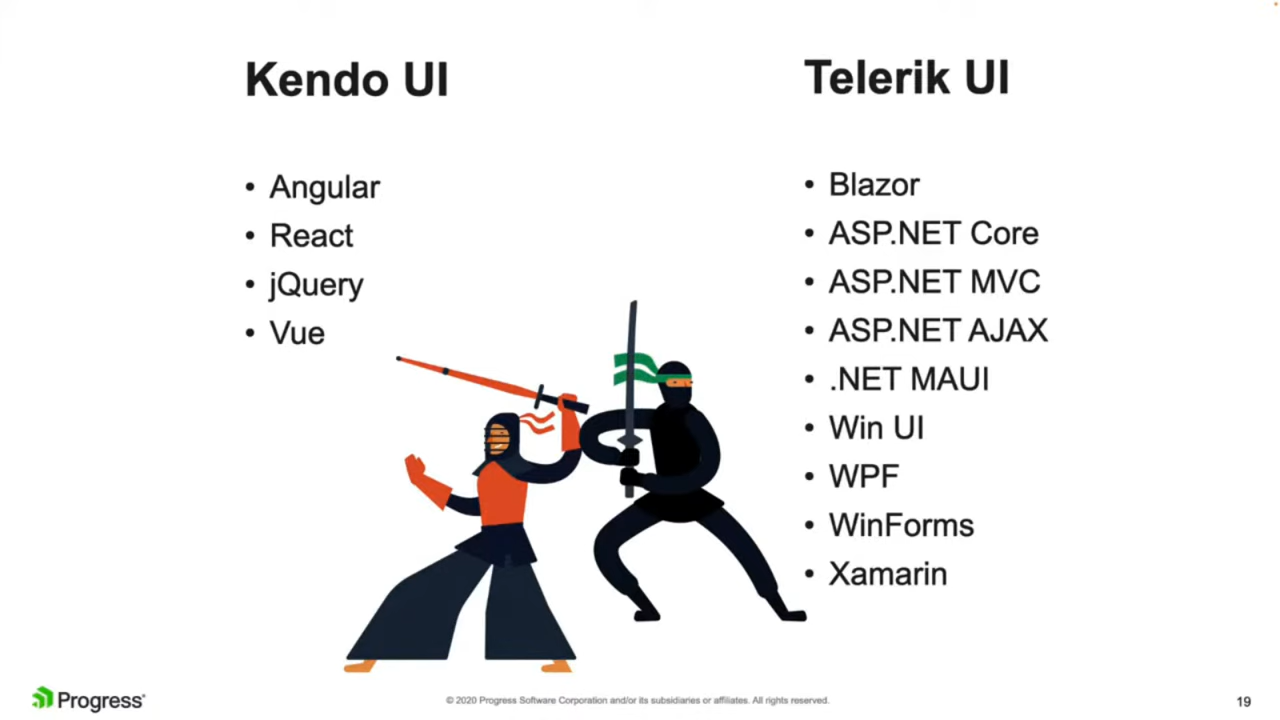 Kendo UI
• Angular
• React
• jQuery
• Vue
Telerik UI
• Blazor
• ASP.NET Core
• ASP.NET MVC
• ASP.NET AJAX
• .NET MAUI
• Win UI
• WPF
• WinForms
• Xamarin
Progress®
© 2020 Progress Software Corporation and/or its subsidiaries or affiliates. All rights reserved.
19